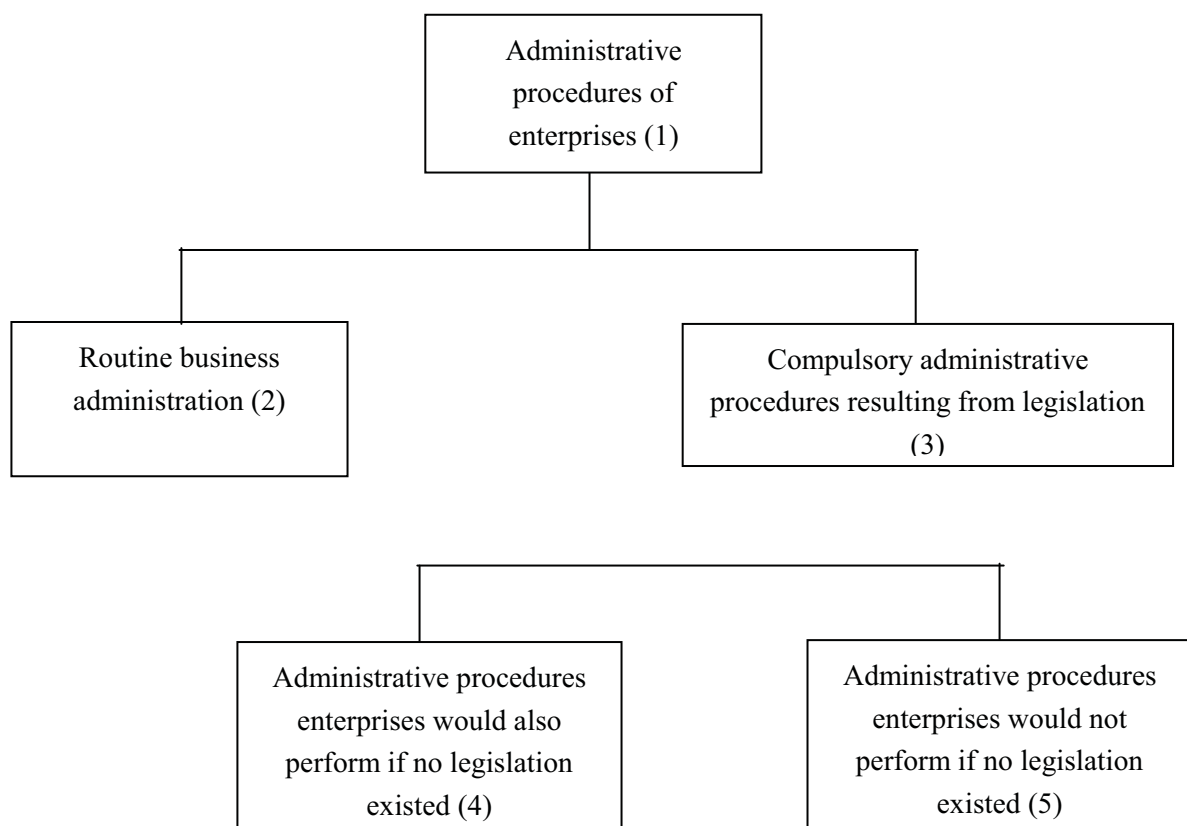 Administrative
procedures of
enterprises (1)
Routine business
administration (2)
Compulsory administrative
procedures resulting from legislation
(3)
Administrative procedures
enterprises would also
perform if no legislation
existed (4)
Administrative procedures
enterprises would not
perform if no legislation
existed (5)